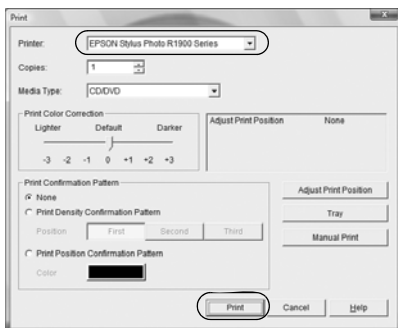 Print
Printer: EPSON Stylus Photo R1900 Series
Copies: 1
Media Type: CD/DVD
Print Color Correction
Lighter Default Darker
-3 -2 -1 0 +1 +2 +3
Adjust Print Position None
Print Confirmation Pattern
None
Print Density Confirmation Pattern
Position First Second Third
Print Position Confirmation Pattern
Color
Adjust Print Position
Tray
Manual Print
Print Cancel Help